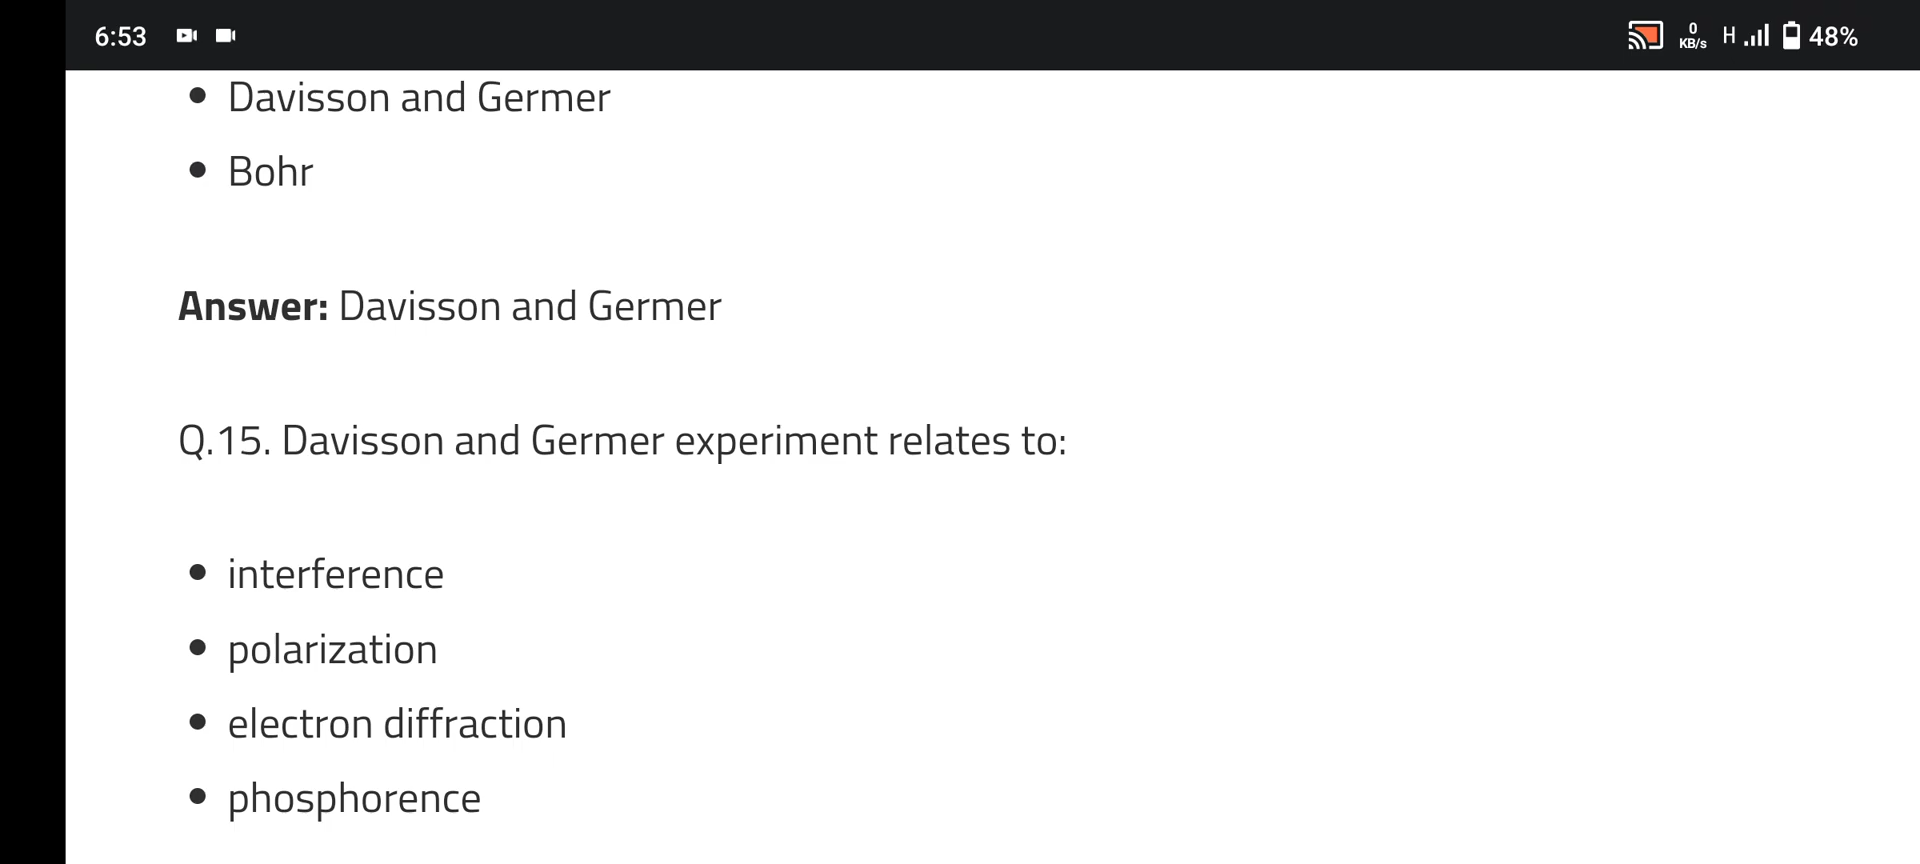 6:53 0 KB/s H 48%
• Davisson and Germer
• Bohr
Answer: Davisson and Germer
Q.15. Davisson and Germer experiment relates to:
• interference
• polarization
• electron diffraction
• phosphorence